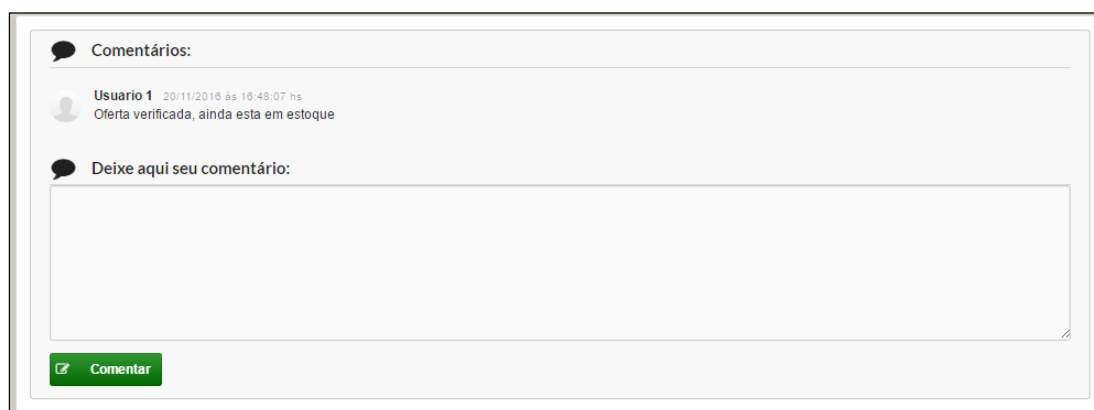 Comentários:
Usuario 1 20/11/2016 às 16:48:07 hs
Oferta verificada, ainda esta em estoque
Deixe aqui seu comentário:
Comentar